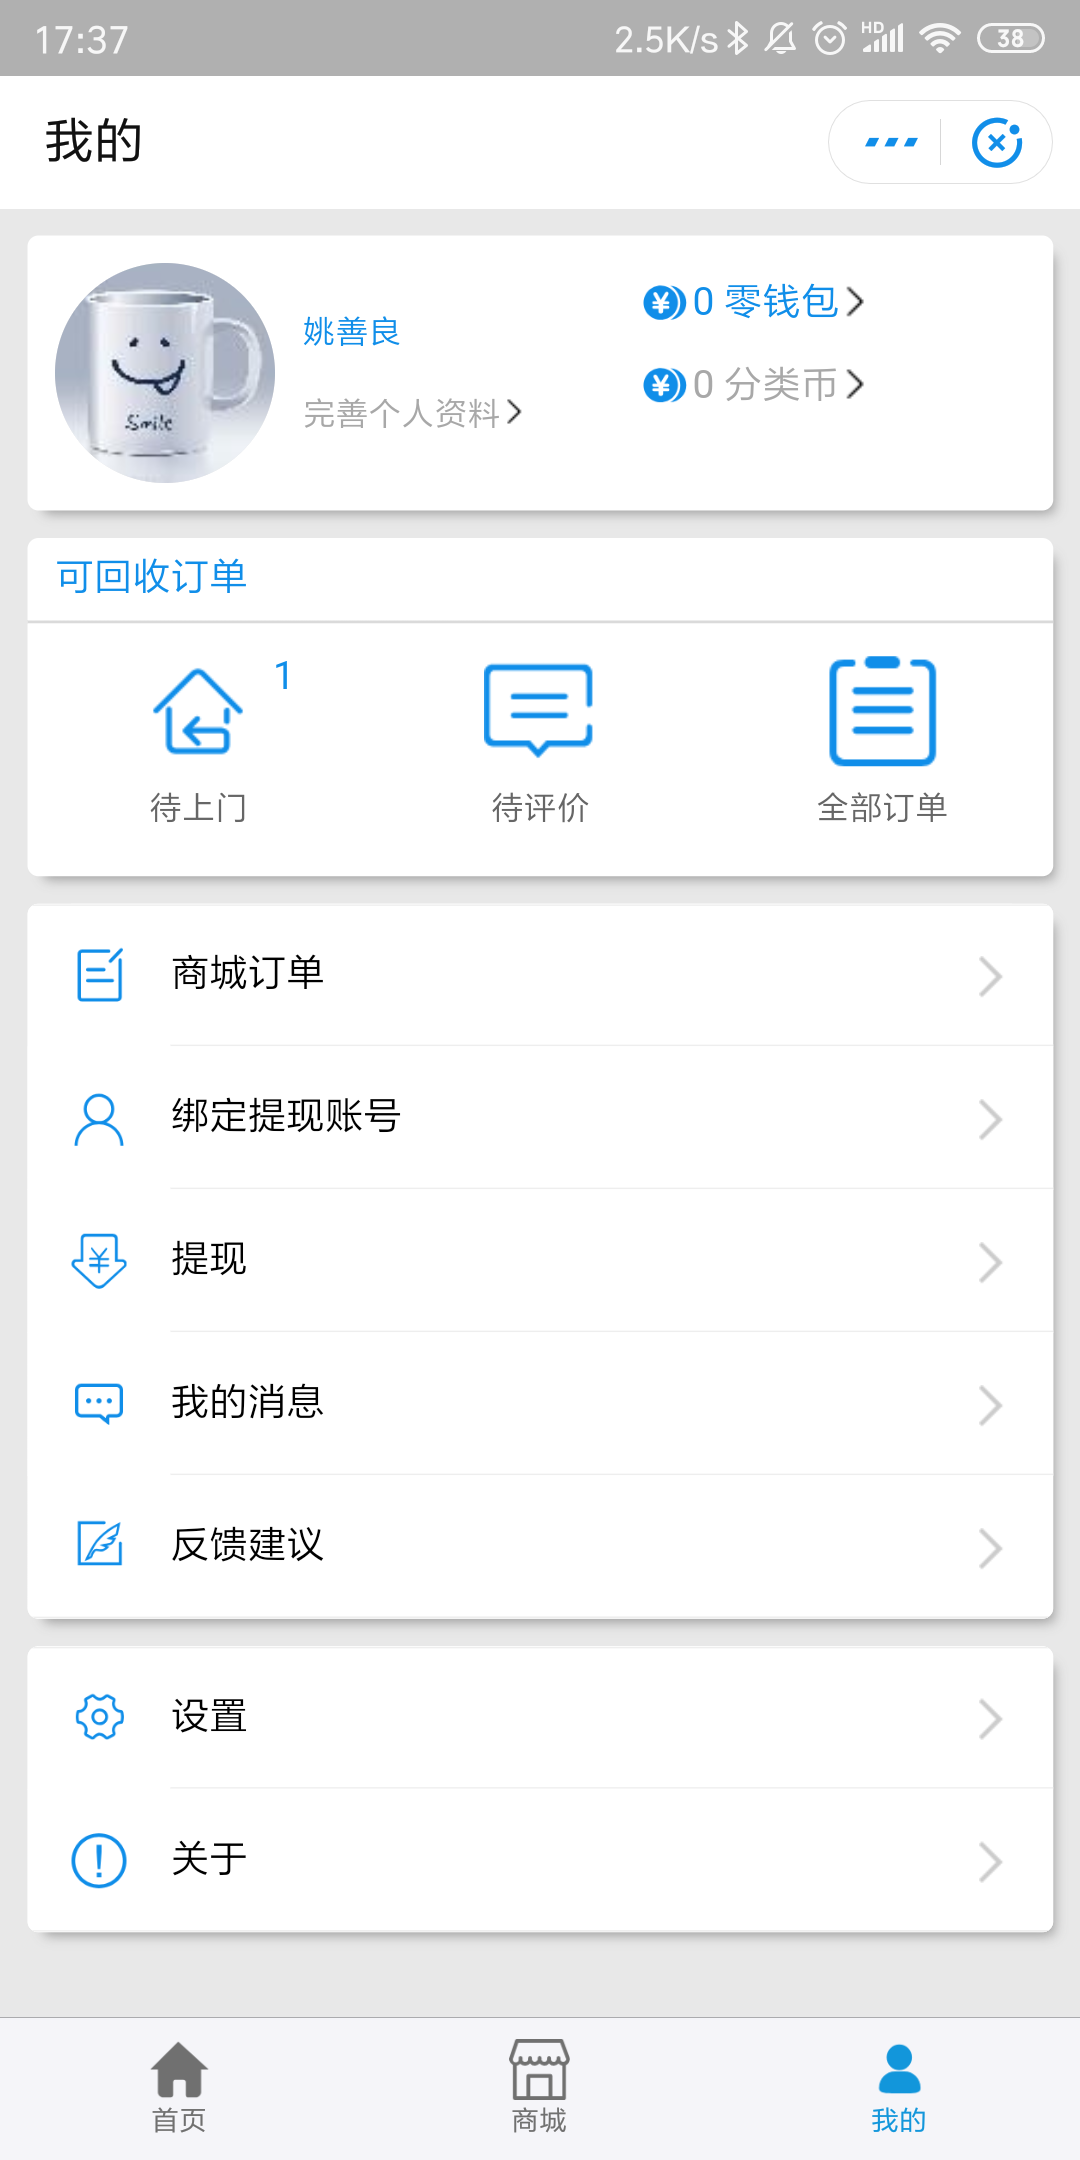 17:37
2.5K/s HD 38
我的
姚善良
完善个人资料
0 零钱包
0 分类币
Smile
可回收订单
1
待上门
待评价
全部订单
商城订单
绑定提现账号
提现
我的消息
反馈建议
设置
关于
首页
商城
我的